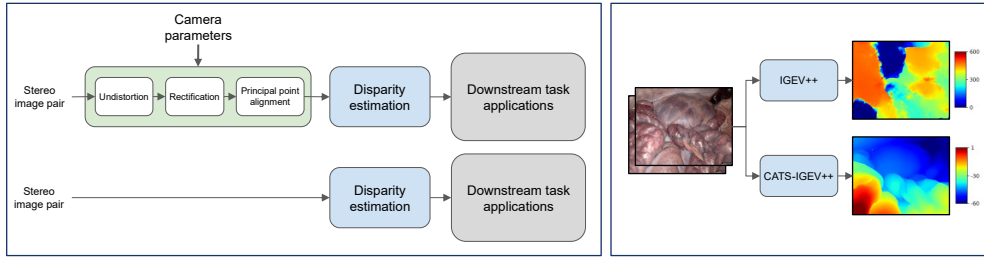 Camera
parameters
Stereo
image pair
Undistortion
Rectification
Principal point
alignment
Disparity
estimation
Downstream task
applications
Stereo
image pair
Disparity
estimation
Downstream task
applications
IGEV++
600
300
0
CATS-IGEV++
1
-30
-60